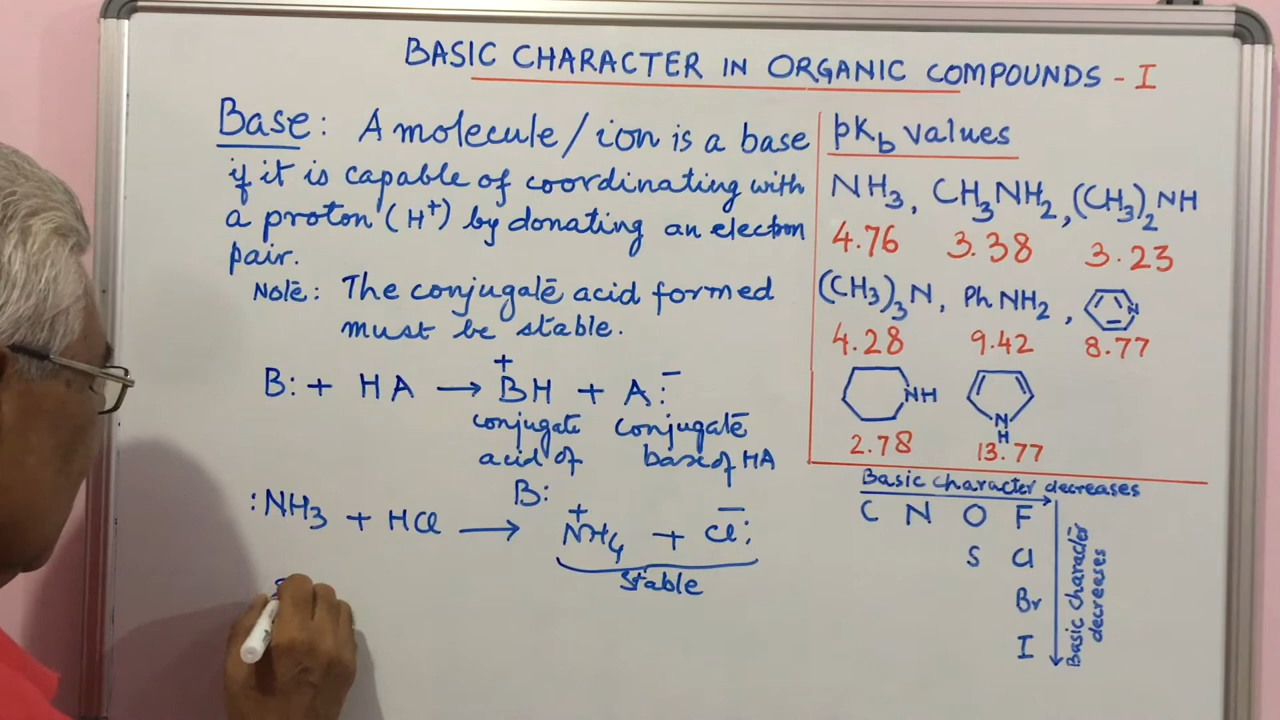 BASIC CHARACTER IN ORGANIC COMPOUNDS - I
Base: A molecule/ion is a base
if it is capable of coordinating with
a proton (H⁺) by donating an electron
pair.
Note: The conjugate acid formed
must be stable.
B: + HA → ⁺BH + A:⁻
conjugate acid of B:
conjugate base of HA
:NH₃ + HCl → ⁺NH₄ + Cl:⁻
Stable
pKb values
NH₃, CH₃NH₂, (CH₃)₂NH
4.76 3.38 3.23
(CH₃)₃N, PhNH₂, N
4.28 9.42 8.77
NH N
H
2.78 13.77
Basic character decreases
C N O F
S Cl
Br
I
Basic character
decreases